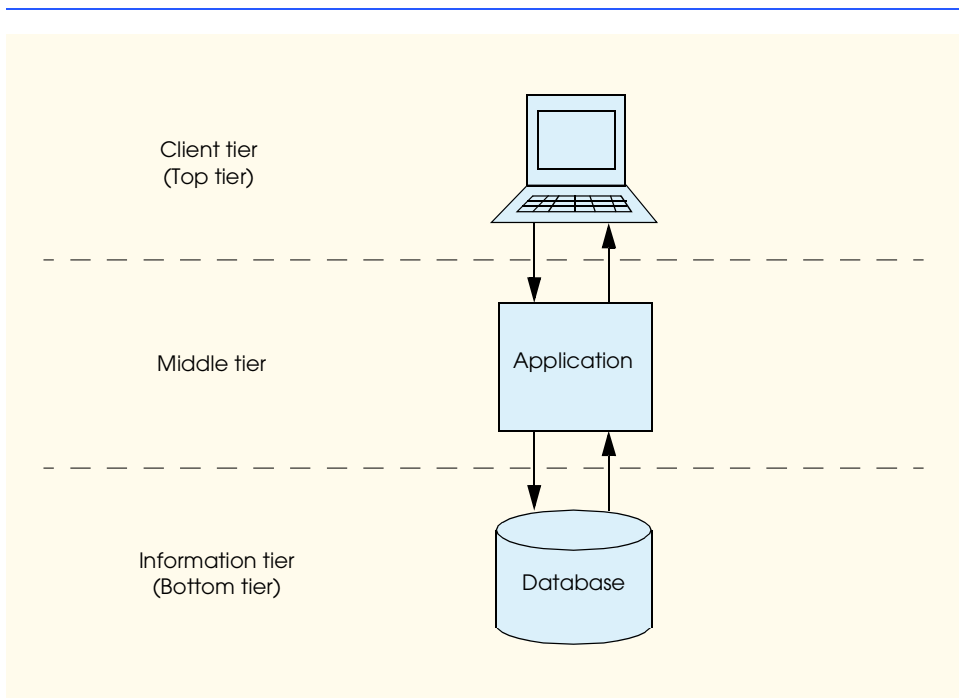 Client tier
(Top tier)
Middle tier
Application
Information tier
(Bottom tier)
Database